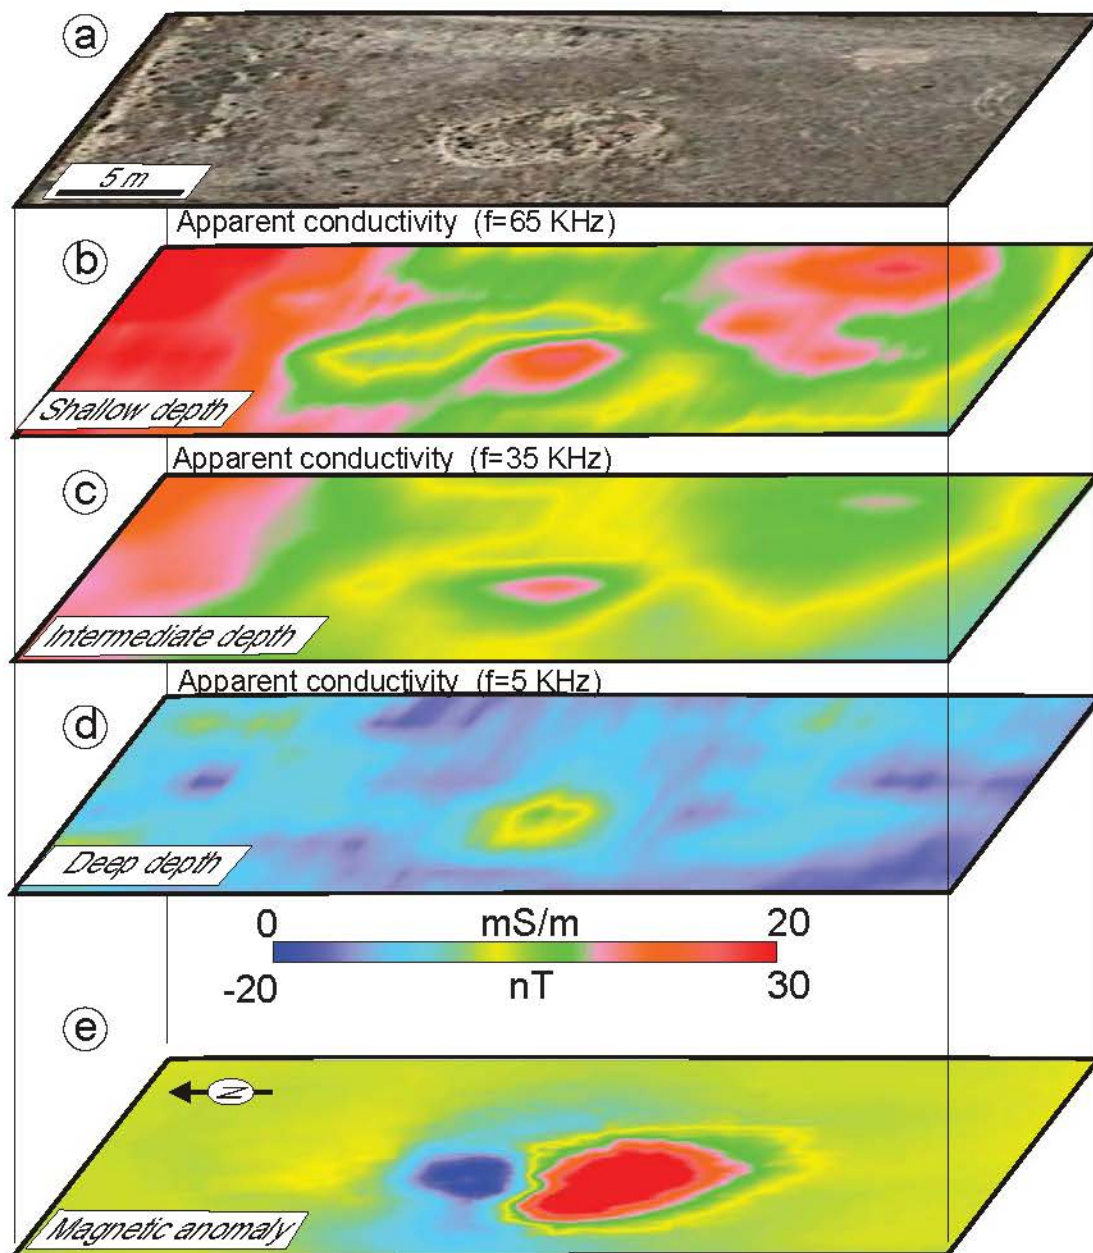 a
5 m
Apparent conductivity (f=65 KHz)
b
Shallow depth
Apparent conductivity (f=35 KHz)
c
Intermediate depth
Apparent conductivity (f=5 KHz)
d
Deep depth
0 mS/m 20
-20 nT 30
e
N
Magnetic anomaly